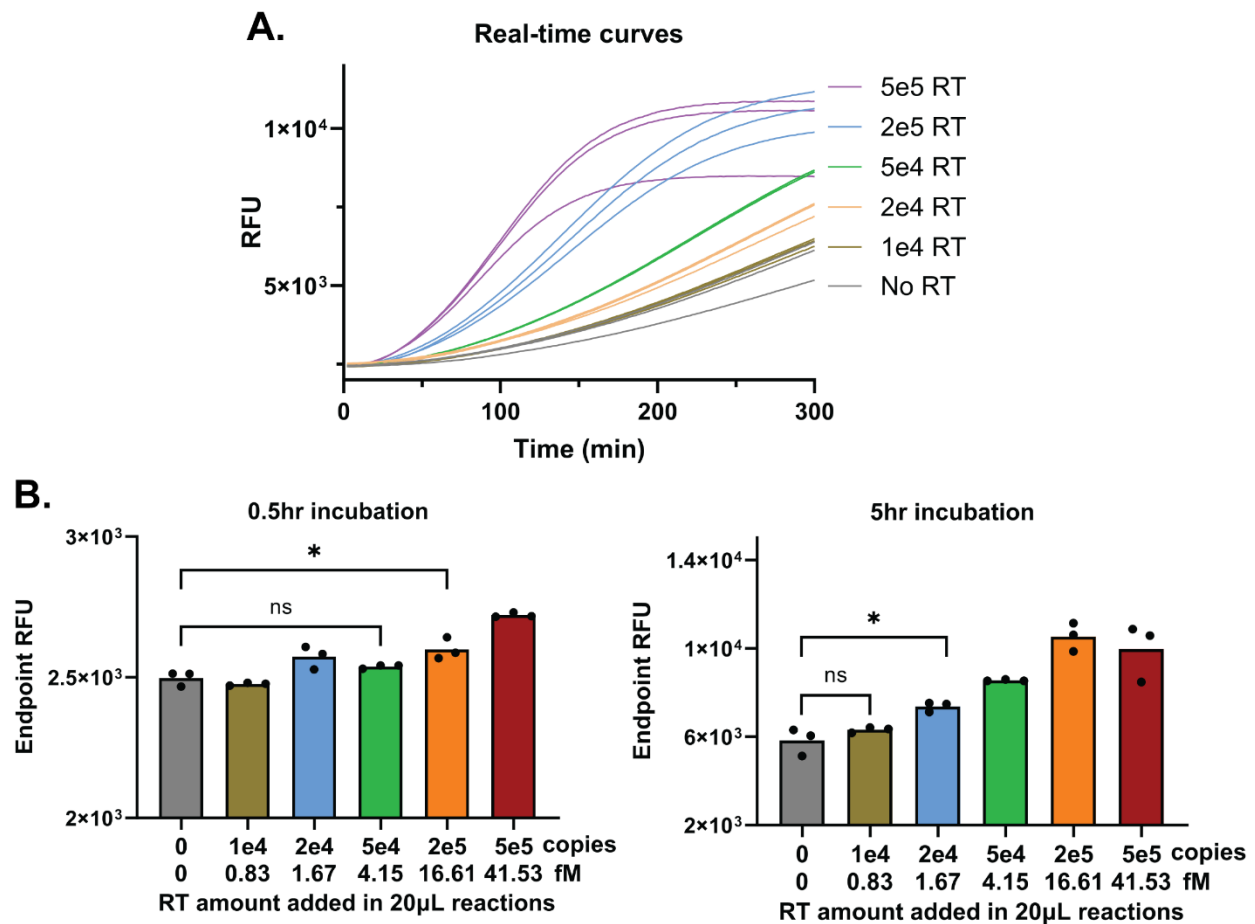 A.
Real-time curves
1×10⁴
5×10³
RFU
0
100
200
300
Time (min)
5e5 RT
2e5 RT
5e4 RT
2e4 RT
1e4 RT
No RT
B.
0.5hr incubation
3×10³
2.5×10³
2×10³
Endpoint RFU
*
ns
0 1e4 2e4 5e4 2e5 5e5 copies
0 0.83 1.67 4.15 16.61 41.53 fM
RT amount added in 20µL reactions
5hr incubation
1.4×10⁴
1×10⁴
6×10³
2×10³
Endpoint RFU
*
ns
0 1e4 2e4 5e4 2e5 5e5 copies
0 0.83 1.67 4.15 16.61 41.53 fM
RT amount added in 20µL reactions